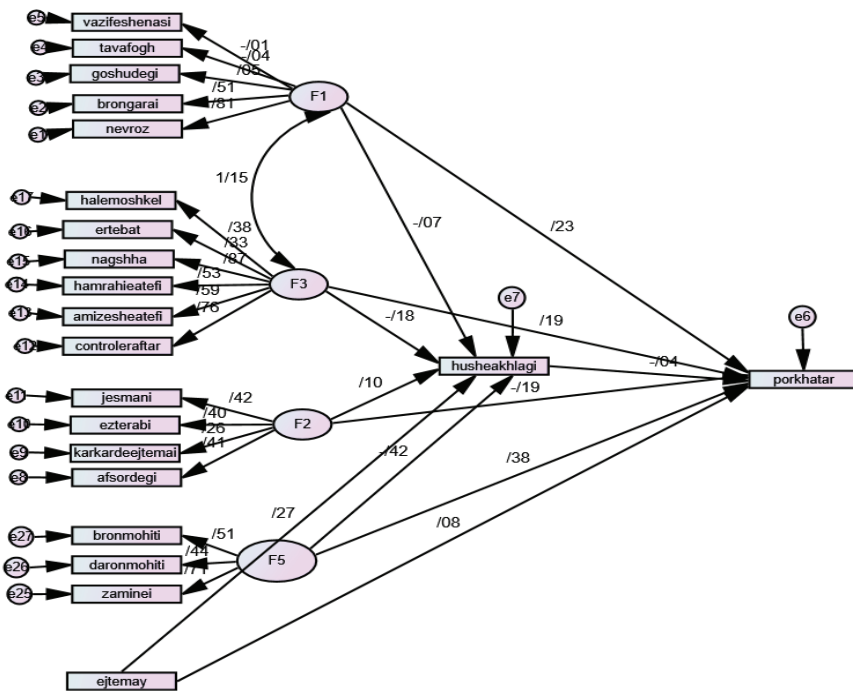 e5 vazifeshenasi -/01
e4 tavafogh -/04
e3 goshudegi /05
e2 brongarai /51
e1 nevroz /81
F1
1/15
-/07
/23
e17 halemoshkel /38
e16 ertebat /33
e15 nagshha /87
e14 hamrahieatefi /53
e13 amizesheatefi /59
e12 controleraftar /76
F3
-/18
/19
e7
husheakhlagi
-/04
e6
porkhatar
e11 jesmani /42
e10 ezterabi /40
e9 karkardeejtemai /26
e8 afsordegi /41
F2
/10
-/19
-/42
/38
/27
/08
e27 bronmohiti /51
e26 daronmohiti /44
e25 zaminei /71
F5
ejtemay